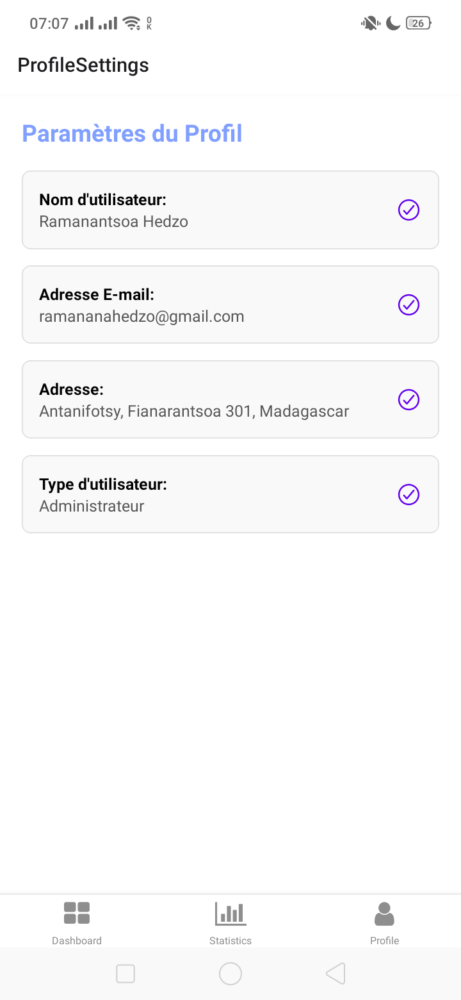 07:07 0 K 26
ProfileSettings
Paramètres du Profil
Nom d'utilisateur:
Ramanantsoa Hedzo
Adresse E-mail:
ramananahedzo@gmail.com
Adresse:
Antanifotsy, Fianarantsoa 301, Madagascar
Type d'utilisateur:
Administrateur
Dashboard Statistics Profile